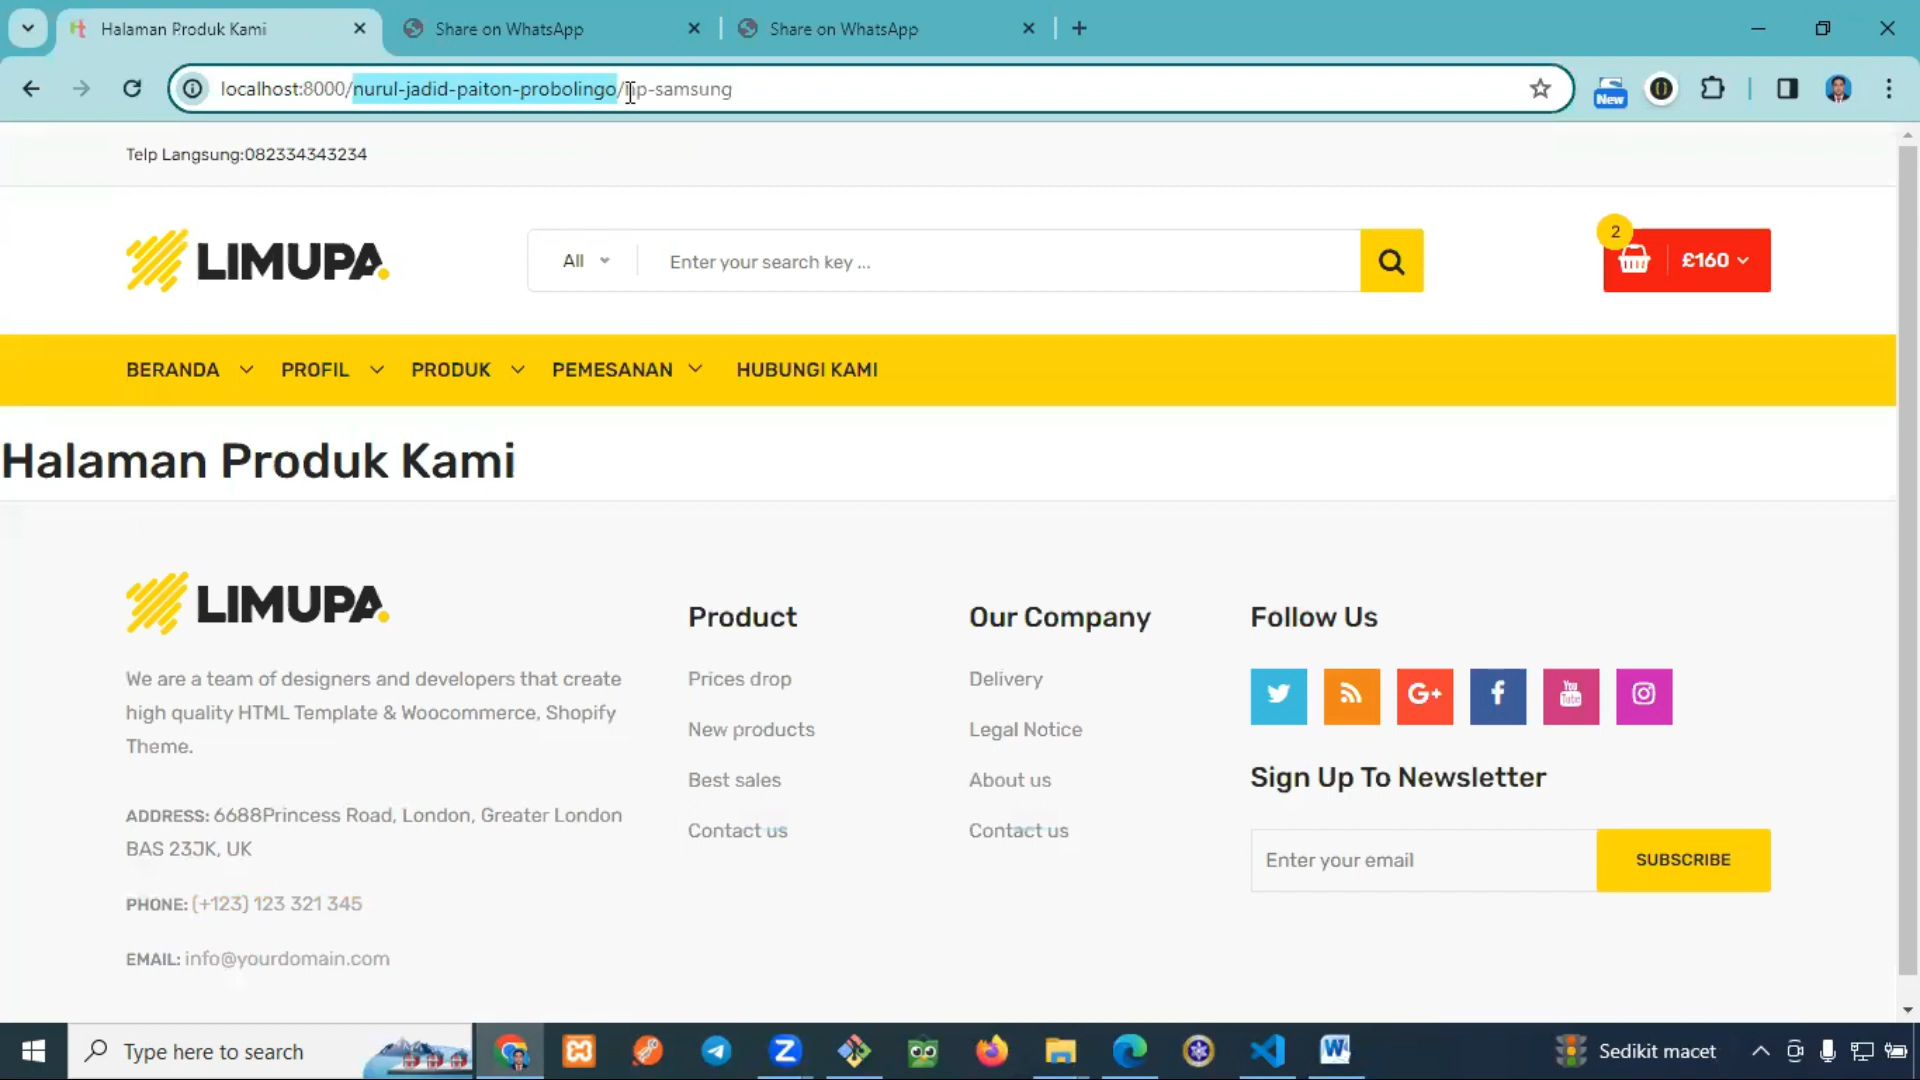 Halaman Produk Kami
Share on WhatsApp
Share on WhatsApp
localhost:8000/nurul-jadid-paiton-probolingo/hp-samsung
New
Telp Langsung:082334343234
LIMUPA.
All
Enter your search key ...
2
£160
BERANDA
PROFIL
PRODUK
PEMESANAN
HUBUNGI KAMI
Halaman Produk Kami
LIMUPA.
We are a team of designers and developers that create
high quality HTML Template & Woocommerce, Shopify
Theme.
ADDRESS: 6688Princess Road, London, Greater London
BAS 23JK, UK
PHONE: (+123) 123 321 345
EMAIL: info@yourdomain.com
Product
Prices drop
New products
Best sales
Contact us
Our Company
Delivery
Legal Notice
About us
Contact us
Follow Us
G+
f
You
Tube
Sign Up To Newsletter
Enter your email
SUBSCRIBE
Type here to search
Z
W
Sedikit macet